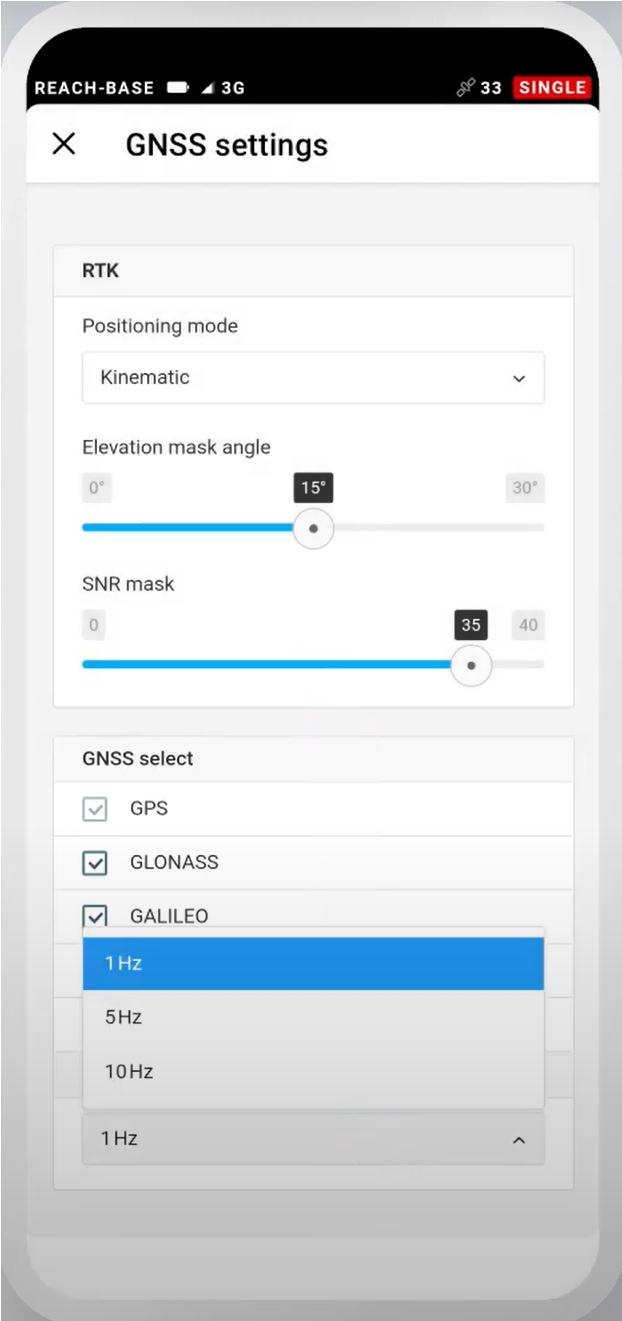 REACH-BASE 3G 33 SINGLE
GNSS settings
RTK
Positioning mode
Kinematic
Elevation mask angle
0° 15° 30°
SNR mask
0 35 40
GNSS select
GPS
GLONASS
GALILEO
1 Hz
5 Hz
10 Hz
1 Hz